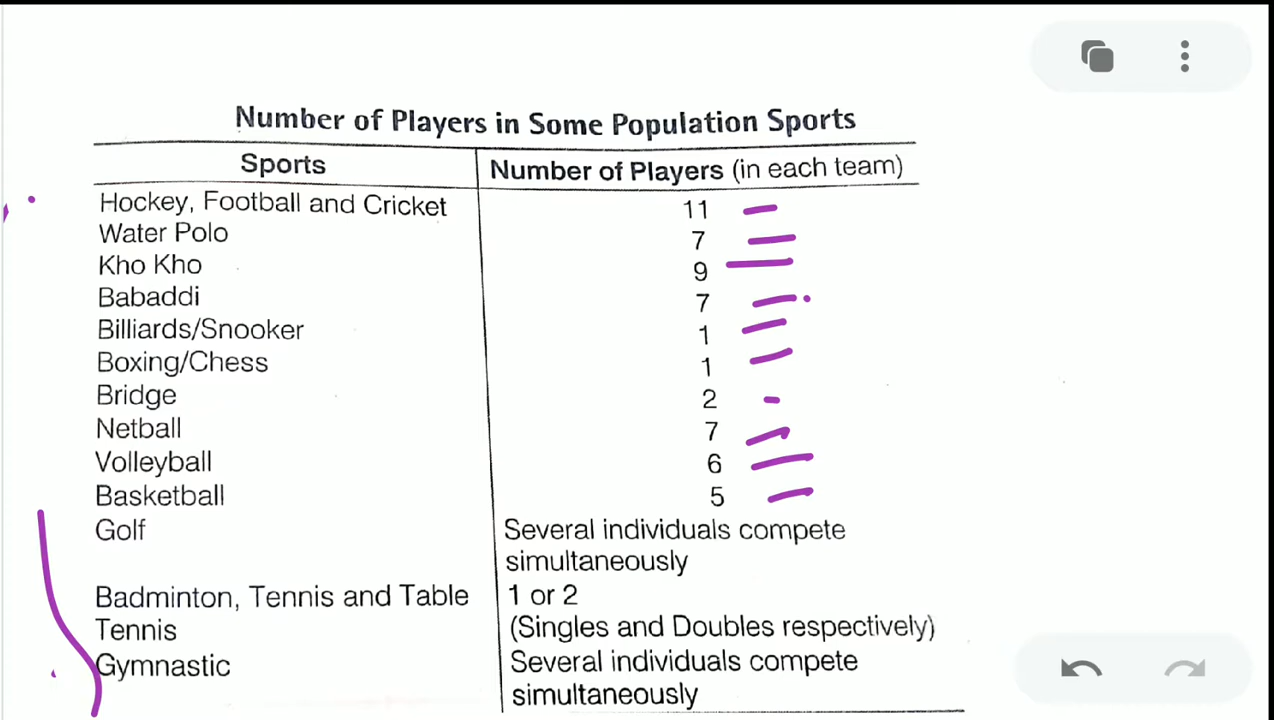 Number of Players in Some Population Sports
Sports Number of Players (in each team)
Hockey, Football and Cricket 11
Water Polo 7
Kho Kho 9
Babaddi 7
Billiards/Snooker 1
Boxing/Chess 1
Bridge 2
Netball 7
Volleyball 6
Basketball 5
Golf Several individuals compete
simultaneously
Badminton, Tennis and Table 1 or 2
Tennis (Singles and Doubles respectively)
Gymnastic Several individuals compete
simultaneously